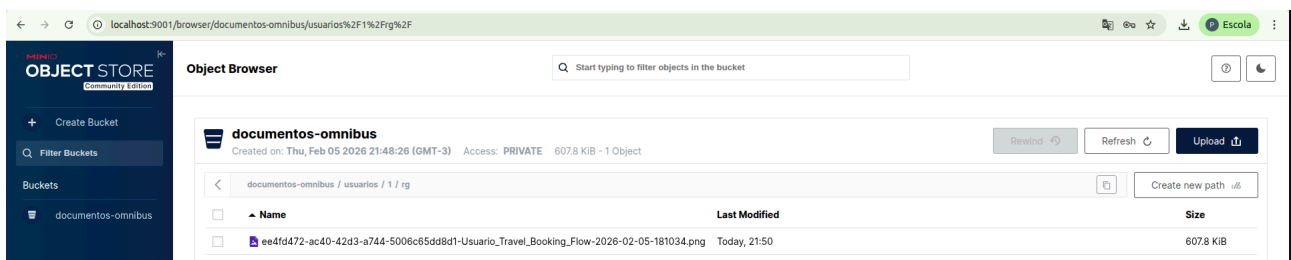 localhost:9001/browser/documentos-omnibus/usuarios%2F1%2Frg%2F
Escola
P
MINIO
OBJECT STORE
Community Edition
Create Bucket
Filter Buckets
Buckets
documentos-omnibus
Object Browser
Start typing to filter objects in the bucket
documentos-omnibus
Created on: Thu, Feb 05 2026 21:48:26 (GMT-3) Access: PRIVATE 607.8 KiB - 1 Object
Rewind
Refresh
Upload
documentos-omnibus / usuarios / 1 / rg
Create new path
Name Last Modified Size
ee4fd472-ac40-42d3-a744-5006c65dd8d1-Usuario_Travel_Booking_Flow-2026-02-05-181034.png Today, 21:50 607.8 KiB